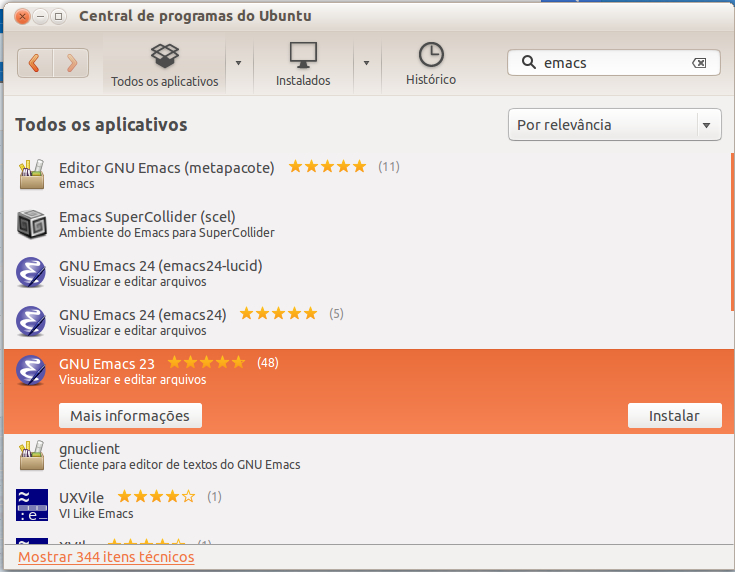 Central de programas do Ubuntu
Todos os aplicativos
Instalados
Histórico
emacs
Todos os aplicativos
Por relevância
Editor GNU Emacs (metapacote) (11)
emacs
Emacs SuperCollider (scel)
Ambiente do Emacs para SuperCollider
GNU Emacs 24 (emacs24-lucid)
Visualizar e editar arquivos
GNU Emacs 24 (emacs24) (5)
Visualizar e editar arquivos
GNU Emacs 23 (48)
Visualizar e editar arquivos
Mais informações
Instalar
gnuclient
Cliente para editor de textos do GNU Emacs
UXVile (1)
VI Like Emacs
Mostrar 344 itens técnicos